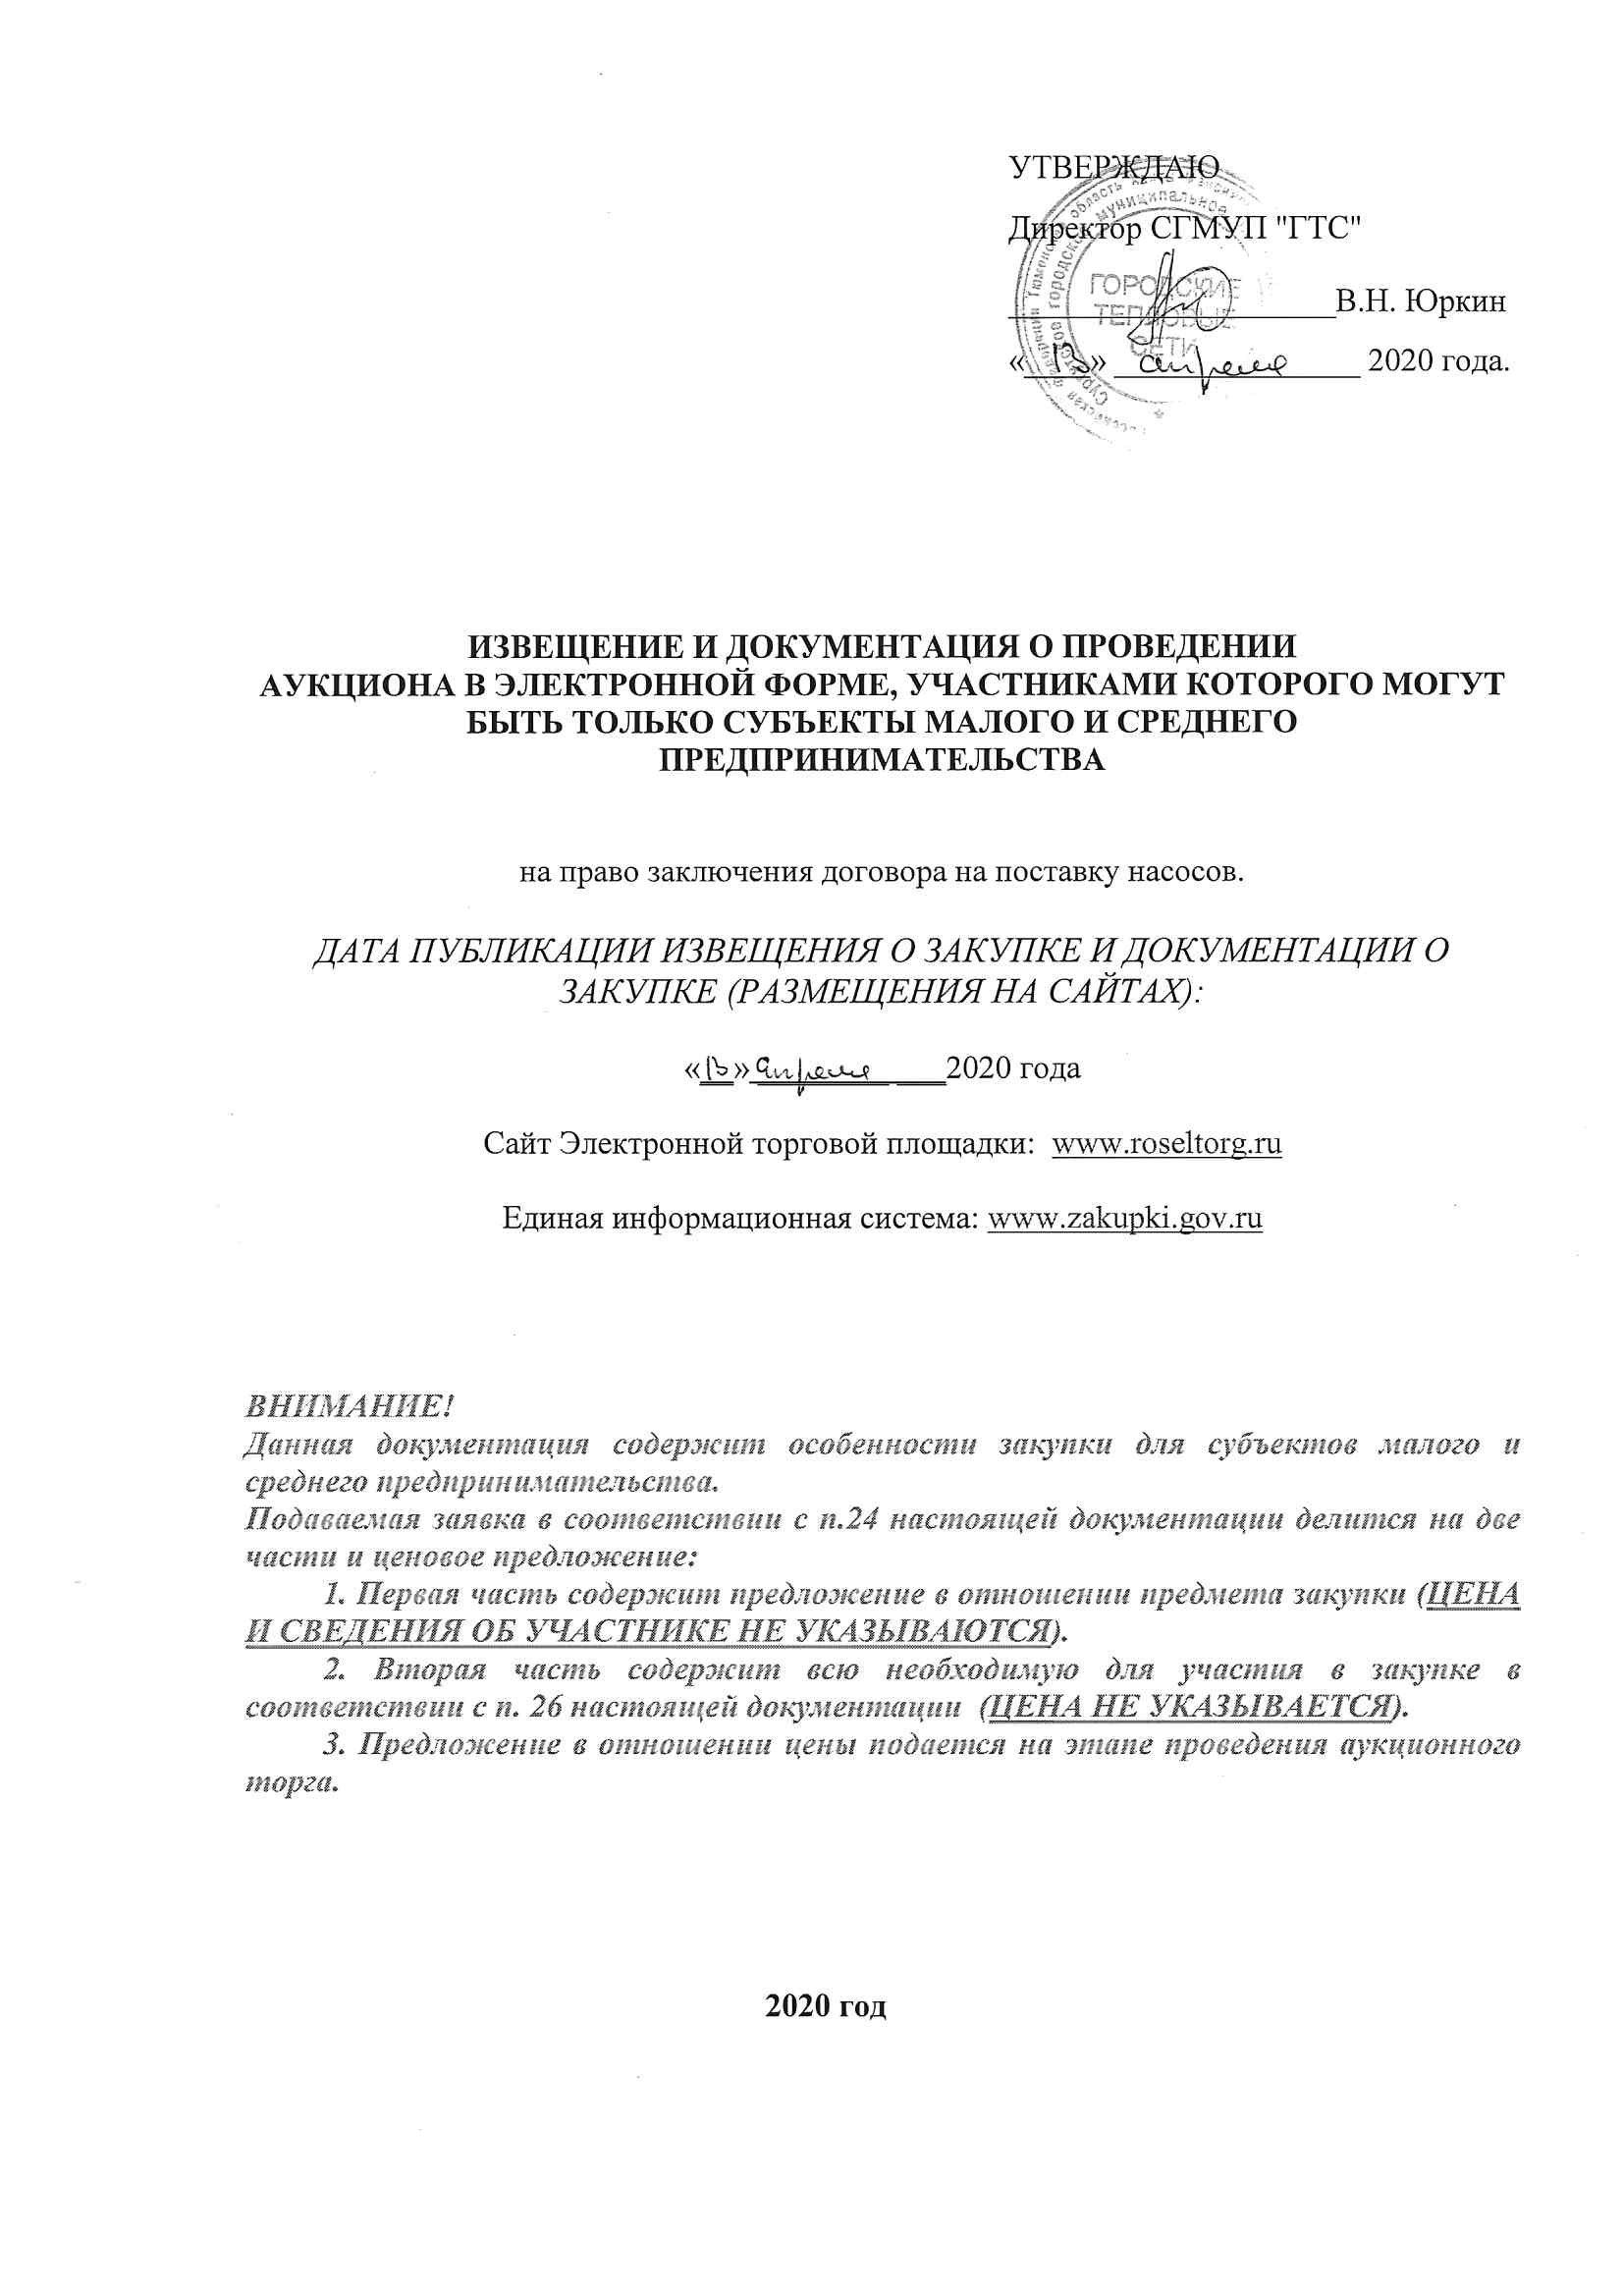 УТВЕРЖДАЮ
Директор СГМУП "ГТС"
В.Н. Юркин
«13» апреля 2020 года.
ГОРОДСКИЕ
ТЕПЛОВЫЕ
СЕТИ
ИЗВЕЩЕНИЕ И ДОКУМЕНТАЦИЯ О ПРОВЕДЕНИИ
АУКЦИОНА В ЭЛЕКТРОННОЙ ФОРМЕ, УЧАСТНИКАМИ КОТОРОГО МОГУТ
БЫТЬ ТОЛЬКО СУБЪЕКТЫ МАЛОГО И СРЕДНЕГО
ПРЕДПРИНИМАТЕЛЬСТВА
на право заключения договора на поставку насосов.
ДАТА ПУБЛИКАЦИИ ИЗВЕЩЕНИЯ О ЗАКУПКЕ И ДОКУМЕНТАЦИИ О
ЗАКУПКЕ (РАЗМЕЩЕНИЯ НА САЙТАХ):
«13» апреля 2020 года
Сайт Электронной торговой площадки: www.roseltorg.ru
Единая информационная система: www.zakupki.gov.ru
ВНИМАНИЕ!
Данная документация содержит особенности закупки для субъектов малого и
среднего предпринимательства.
Подаваемая заявка в соответствии с п.24 настоящей документации делится на две
части и ценовое предложение:
1. Первая часть содержит предложение в отношении предмета закупки (ЦЕНА
И СВЕДЕНИЯ ОБ УЧАСТНИКЕ НЕ УКАЗЫВАЮТСЯ).
2. Вторая часть содержит всю необходимую для участия в закупке в
соответствии с п. 26 настоящей документации (ЦЕНА НЕ УКАЗЫВАЕТСЯ).
3. Предложение в отношении цены подается на этапе проведения аукционного
торга.
2020 год